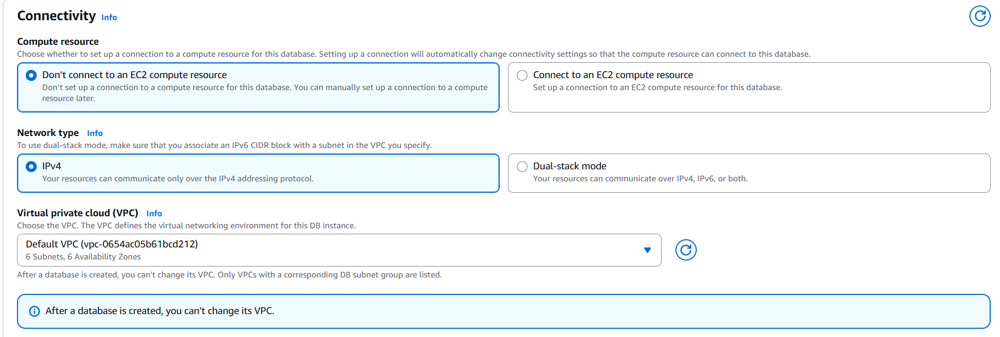 Connectivity Info
Compute resource
Choose whether to set up a connection to a compute resource for this database. Setting up a connection will automatically change connectivity settings so that the compute resource can connect to this database.
Don’t connect to an EC2 compute resource
Don’t set up a connection to a compute resource for this database. You can manually set up a connection to a compute
resource later.
Connect to an EC2 compute resource
Set up a connection to an EC2 compute resource for this database.
Network type Info
To use dual-stack mode, make sure that you associate an IPv6 CIDR block with a subnet in the VPC you specify.
IPv4
Your resources can communicate only over the IPv4 addressing protocol.
Dual-stack mode
Your resources can communicate over IPv4, IPv6, or both.
Virtual private cloud (VPC) Info
Choose the VPC. The VPC defines the virtual networking environment for this DB instance.
Default VPC (vpc-0654ac05b61bcd212)
6 Subnets, 6 Availability Zones
After a database is created, you can't change its VPC. Only VPCs with a corresponding DB subnet group are listed.
After a database is created, you can't change its VPC.